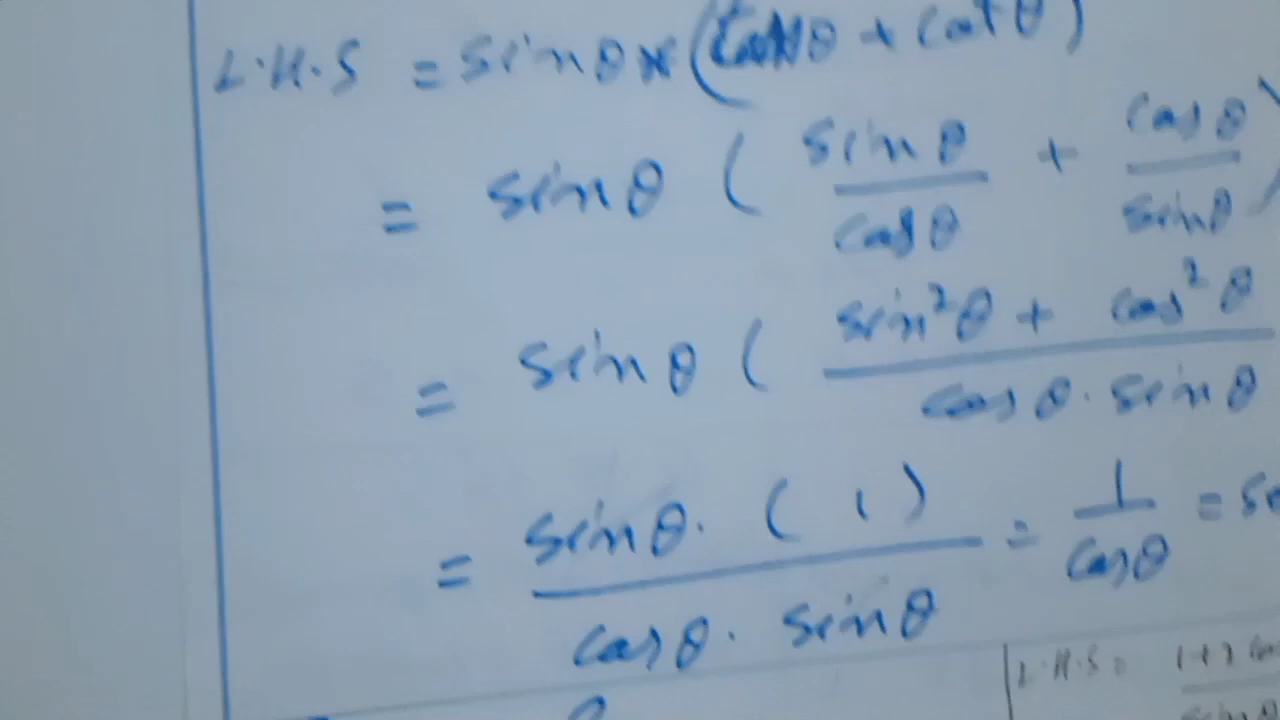 L.H.S = sinθ × (tanθ + cotθ)
= sinθ ( sinθ/cosθ + cosθ/sinθ )
= sinθ ( sin²θ + cos²θ / cosθ · sinθ
= sinθ · ( 1 ) / cosθ · sinθ = 1/cosθ =
L.H.S =